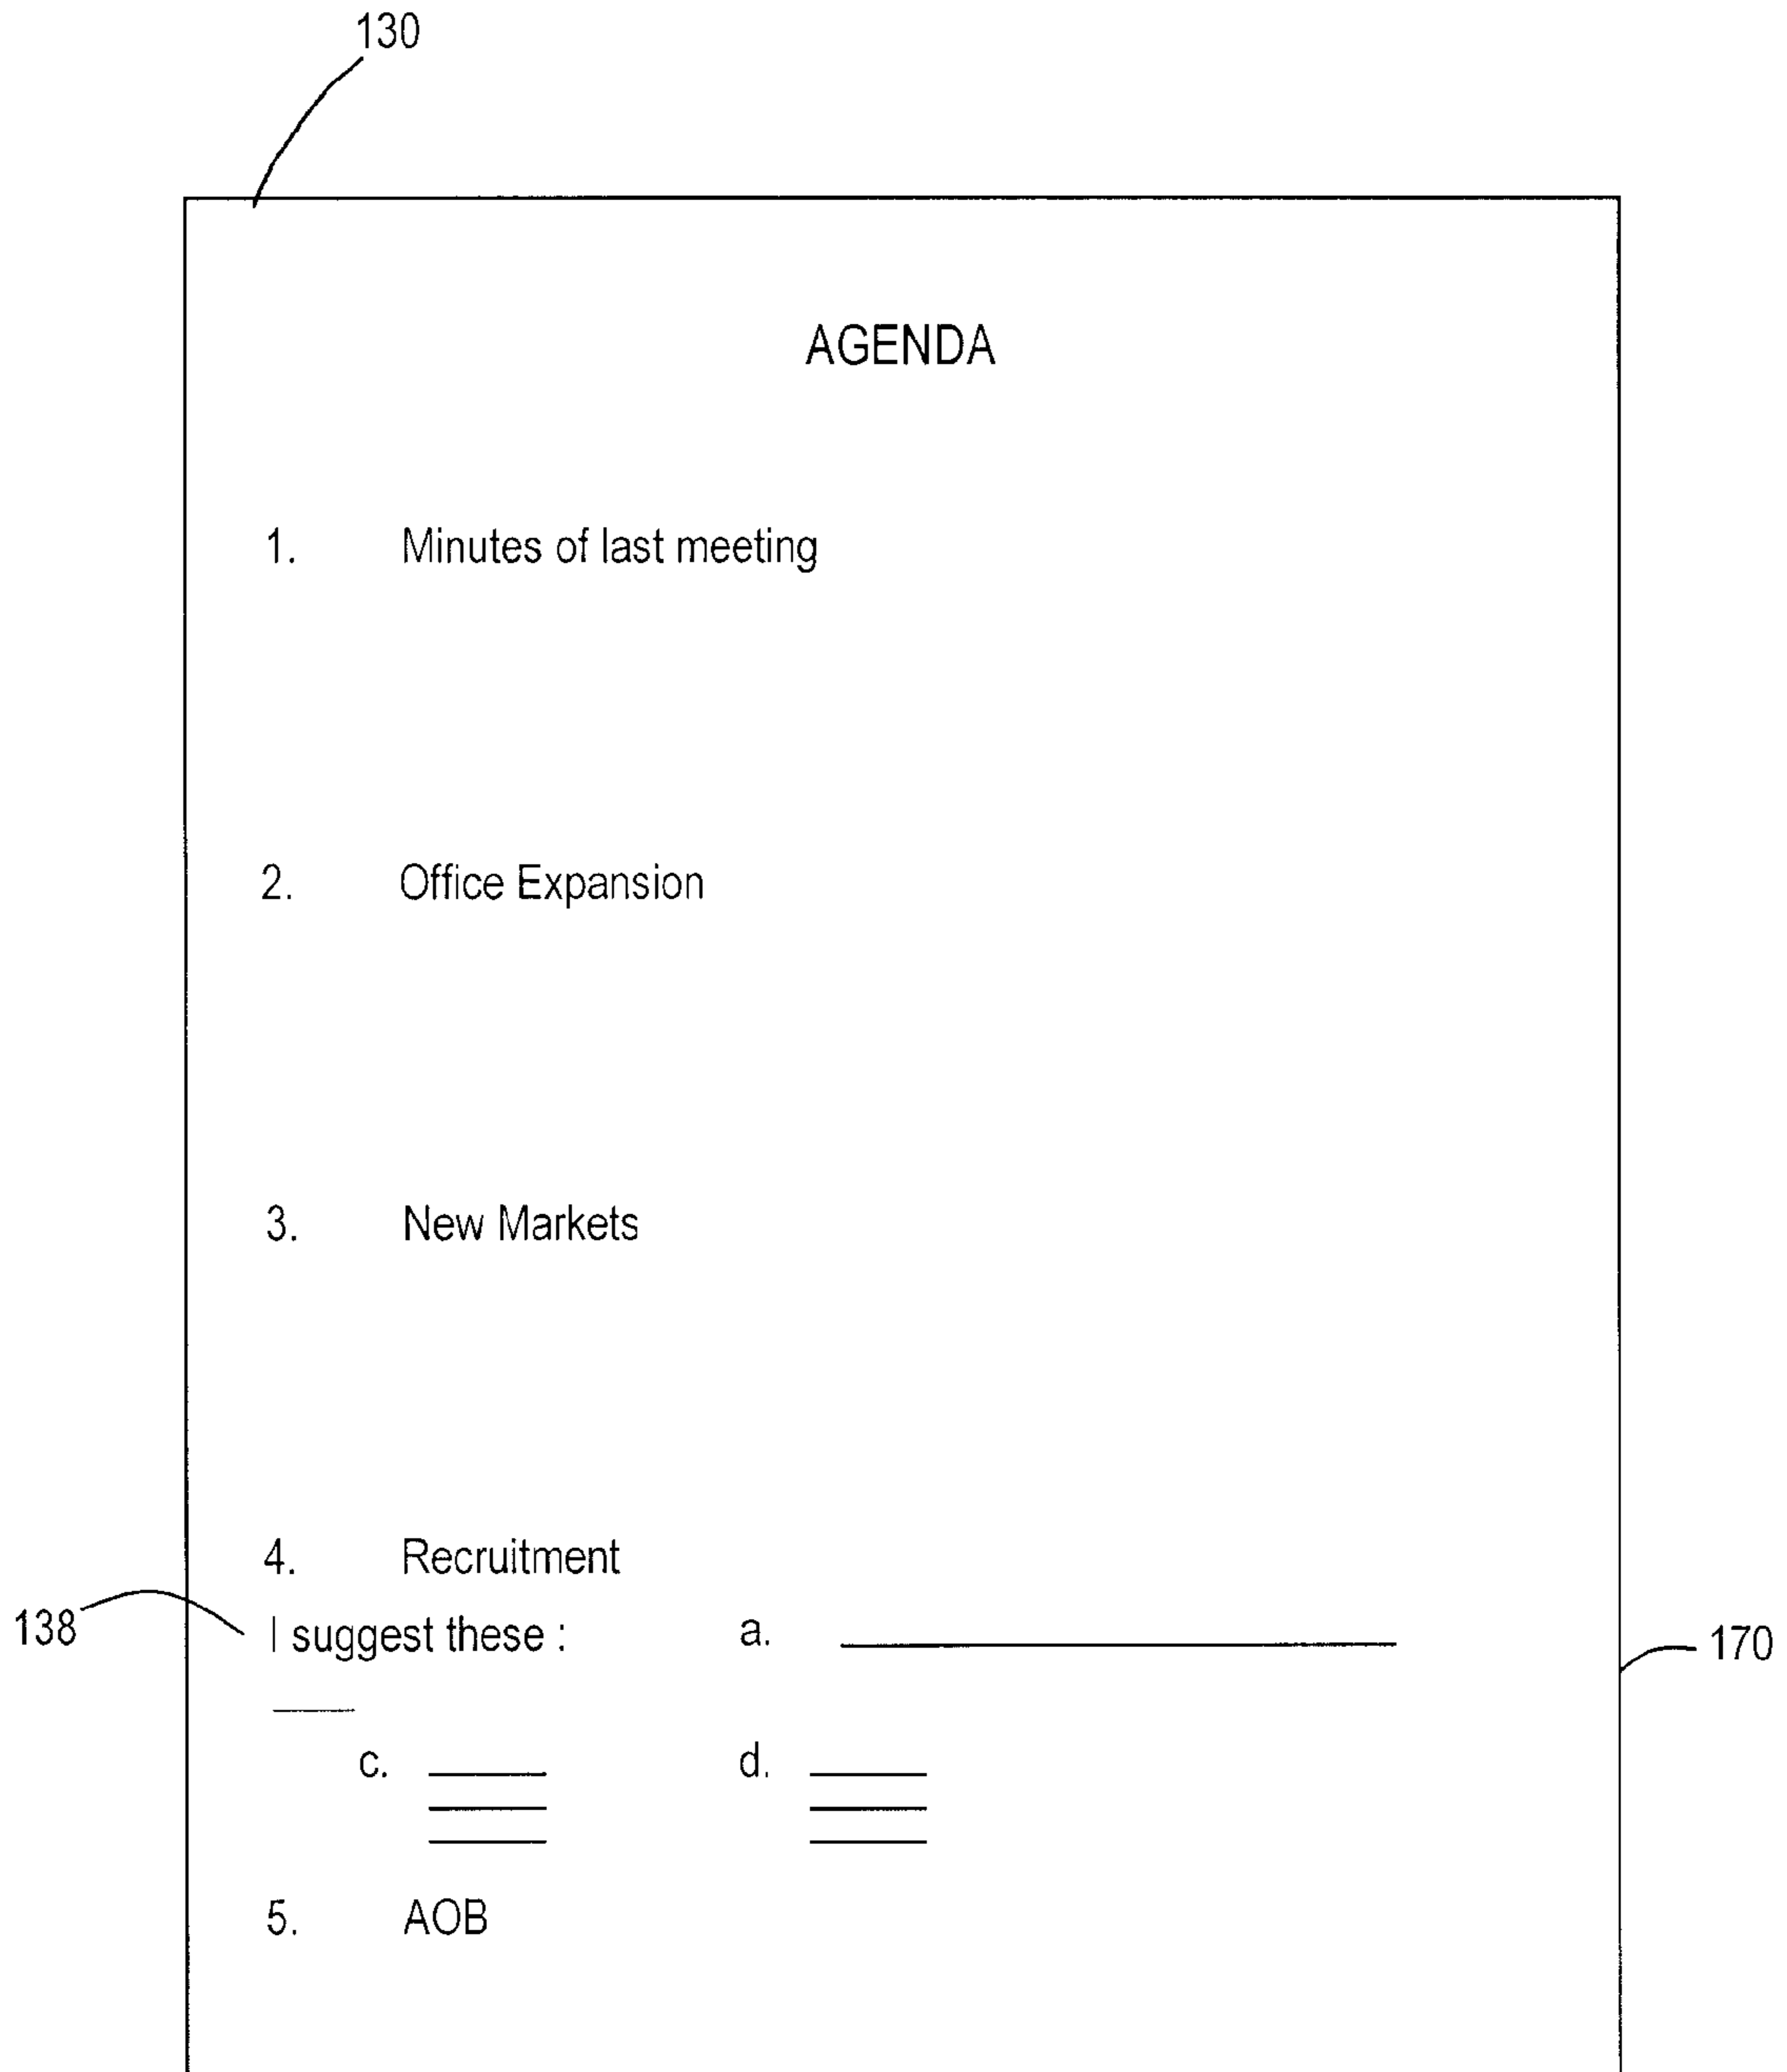 130
AGENDA
1. Minutes of last meeting
2. Office Expansion
3. New Markets
4. Recruitment
138 I suggest these : a. 170
c. d.
5. AOB